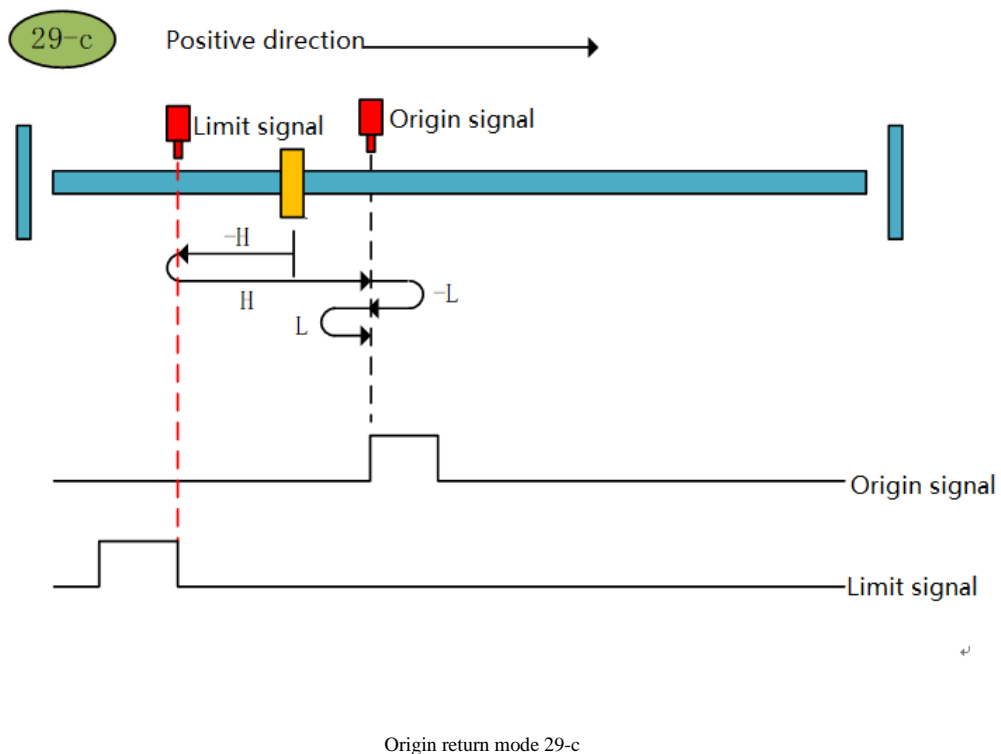 29-c
Positive direction
Limit signal
Origin signal
-H
H
-L
L
Origin signal
Limit signal
Origin return mode 29-c